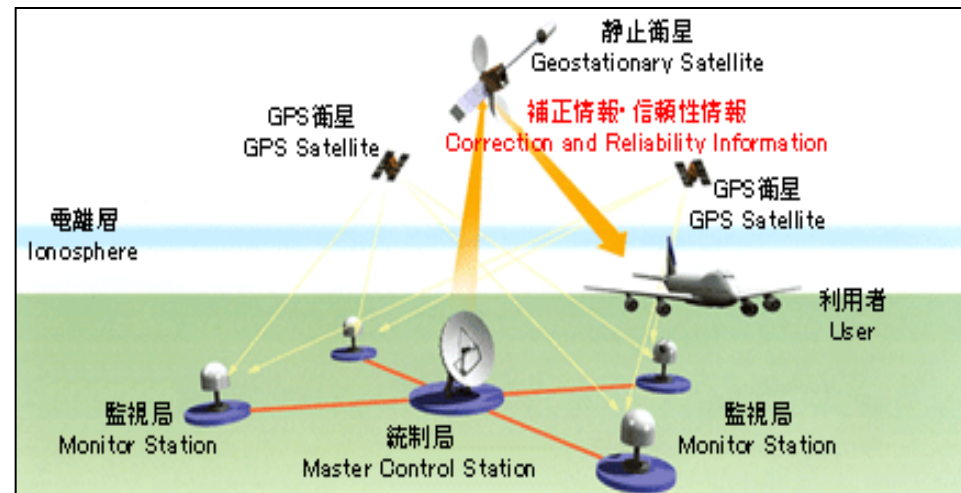 静止衛星
Geostationary Satellite
補正情報・信頼性情報
Correction and Reliability Information
GPS衛星
GPS Satellite
GPS衛星
GPS Satellite
電離層
Ionosphere
利用者
User
監視局
Monitor Station
統制局
Master Control Station
監視局
Monitor Station